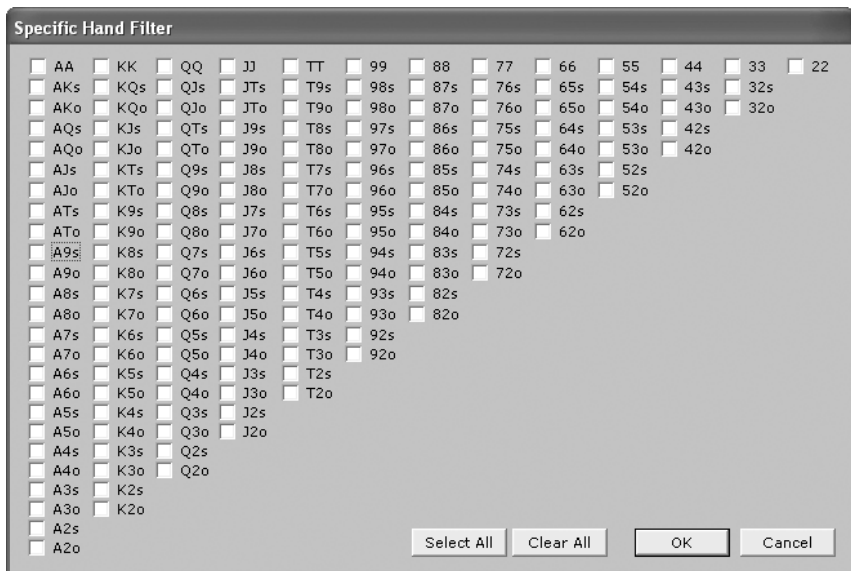 Specific Hand Filter
AA KK QQ JJ TT 99 88 77 66 55 44 33 22
AKs KQs QJs JTs T9s 98s 87s 76s 65s 54s 43s 32s
AKo KQo QJo JTo T9o 98o 87o 76o 65o 54o 43o 32o
AQs KJs QTs J9s T8s 97s 86s 75s 64s 53s 42s
AQo KJo QTo J9o T8o 97o 86o 75o 64o 53o 42o
AJs KTs Q9s J8s T7s 96s 85s 74s 63s 52s
AJo KTo Q9o J8o T7o 96o 85o 74o 63o 52o
ATs K9s Q8s J7s T6s 95s 84s 73s 62s
ATo K9o Q8o J7o T6o 95o 84o 73o 62o
A9s K8s Q7s J6s T5s 94s 83s 72s
A9o K8o Q7o J6o T5o 94o 83o 72o
A8s K7s Q6s J5s T4s 93s 82s
A8o K7o Q6o J5o T4o 93o 82o
A7s K6s Q5s J4s T3s 92s
A7o K6o Q5o J4o T3o 92o
A6s K5s Q4s J3s T2s
A6o K5o Q4o J3o T2o
A5s K4s Q3s J2s
A5o K4o Q3o J2o
A4s K3s Q2s
A4o K3o Q2o
A3s K2s
A3o K2o
A2s
A2o
Select All Clear All OK Cancel